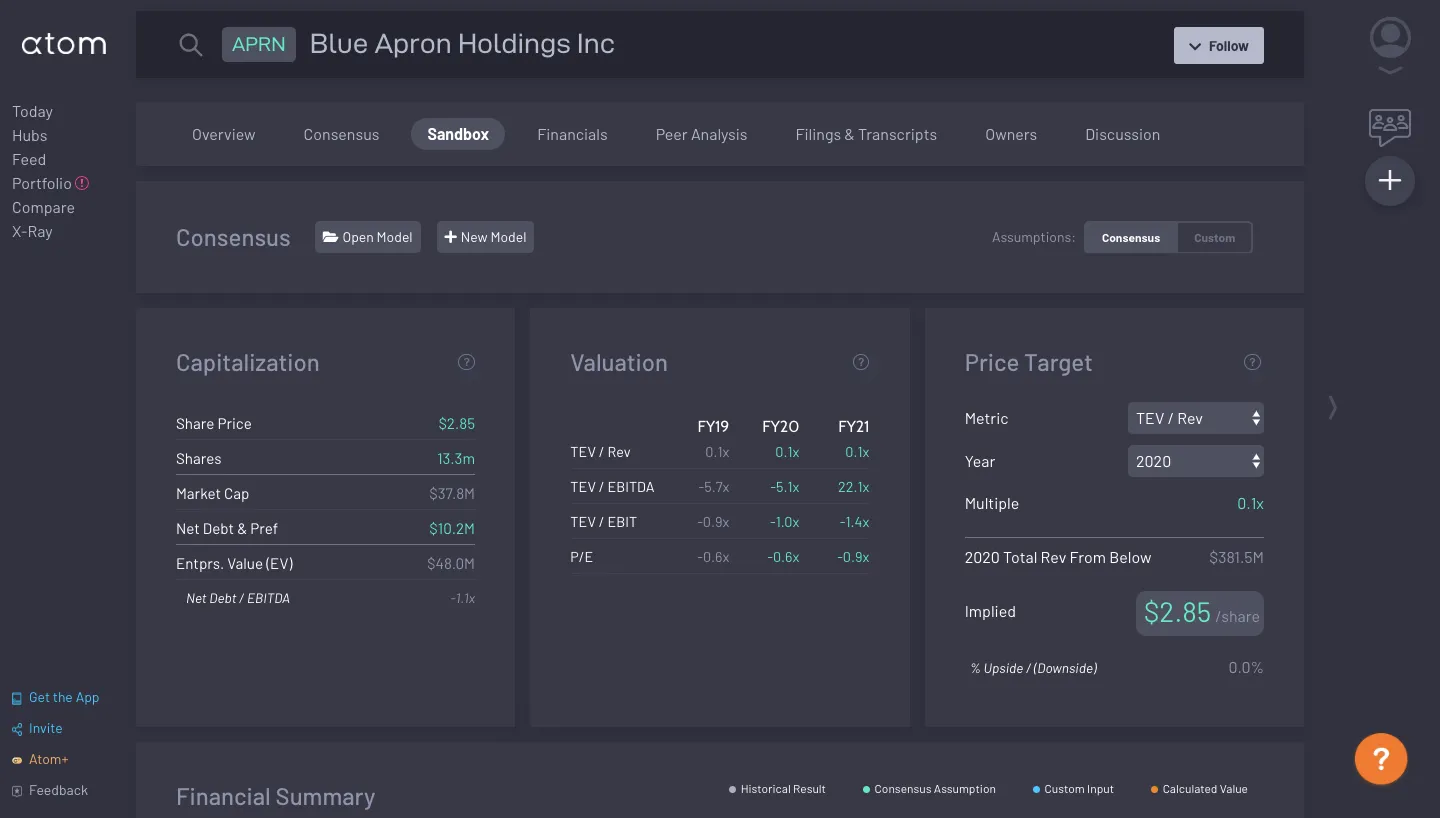 atom
APRN Blue Apron Holdings Inc
Follow
Today
Hubs
Feed
Portfolio
Compare
X-Ray
Overview Consensus Sandbox Financials Peer Analysis Filings & Transcripts Owners Discussion
Consensus Open Model New Model
Assumptions: Consensus Custom
Capitalization ?
Share Price $2.85
Shares 13.3m
Market Cap $37.8M
Net Debt & Pref $10.2M
Entprs. Value (EV) $48.0M
Net Debt / EBITDA -1.1x
Valuation ?
FY19 FY20 FY21
TEV / Rev 0.1x 0.1x 0.1x
TEV / EBITDA -5.7x -5.1x 22.1x
TEV / EBIT -0.9x -1.0x -1.4x
P/E -0.6x -0.6x -0.9x
Price Target ?
Metric TEV / Rev
Year 2020
Multiple 0.1x
2020 Total Rev From Below $381.5M
Implied $2.85 /share
% Upside / (Downside) 0.0%
Get the App
Invite
Atom+
Feedback
Financial Summary
Historical Result Consensus Assumption Custom Input Calculated Value
?